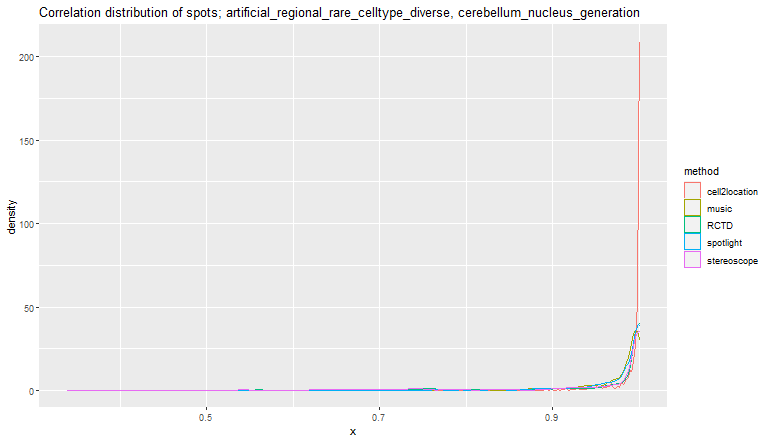 Correlation distribution of spots; artificial_regional_rare_celltype_diverse, cerebellum_nucleus_generation
200
150
100
50
0
density
0.5
0.7
0.9
x
method
cell2location
music
RCTD
spotlight
stereoscope